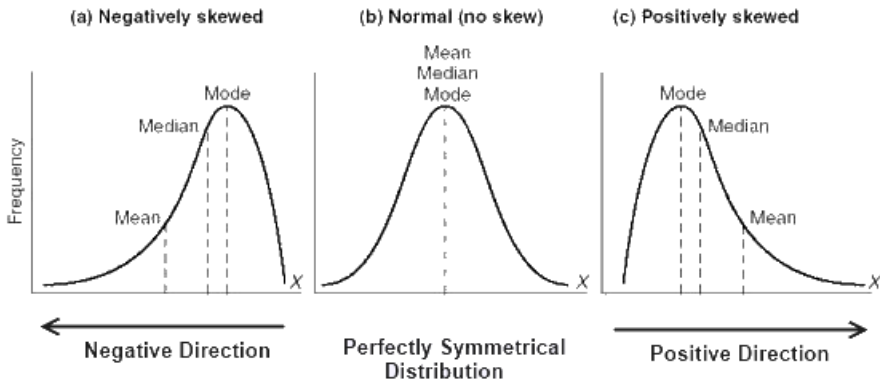 (a) Negatively skewed
(b) Normal (no skew)
(c) Positively skewed
Frequency
Mode
Median
Mean
X
Mean
Median
Mode
X
Mode
Median
Mean
X
Negative Direction
Perfectly Symmetrical
Distribution
Positive Direction